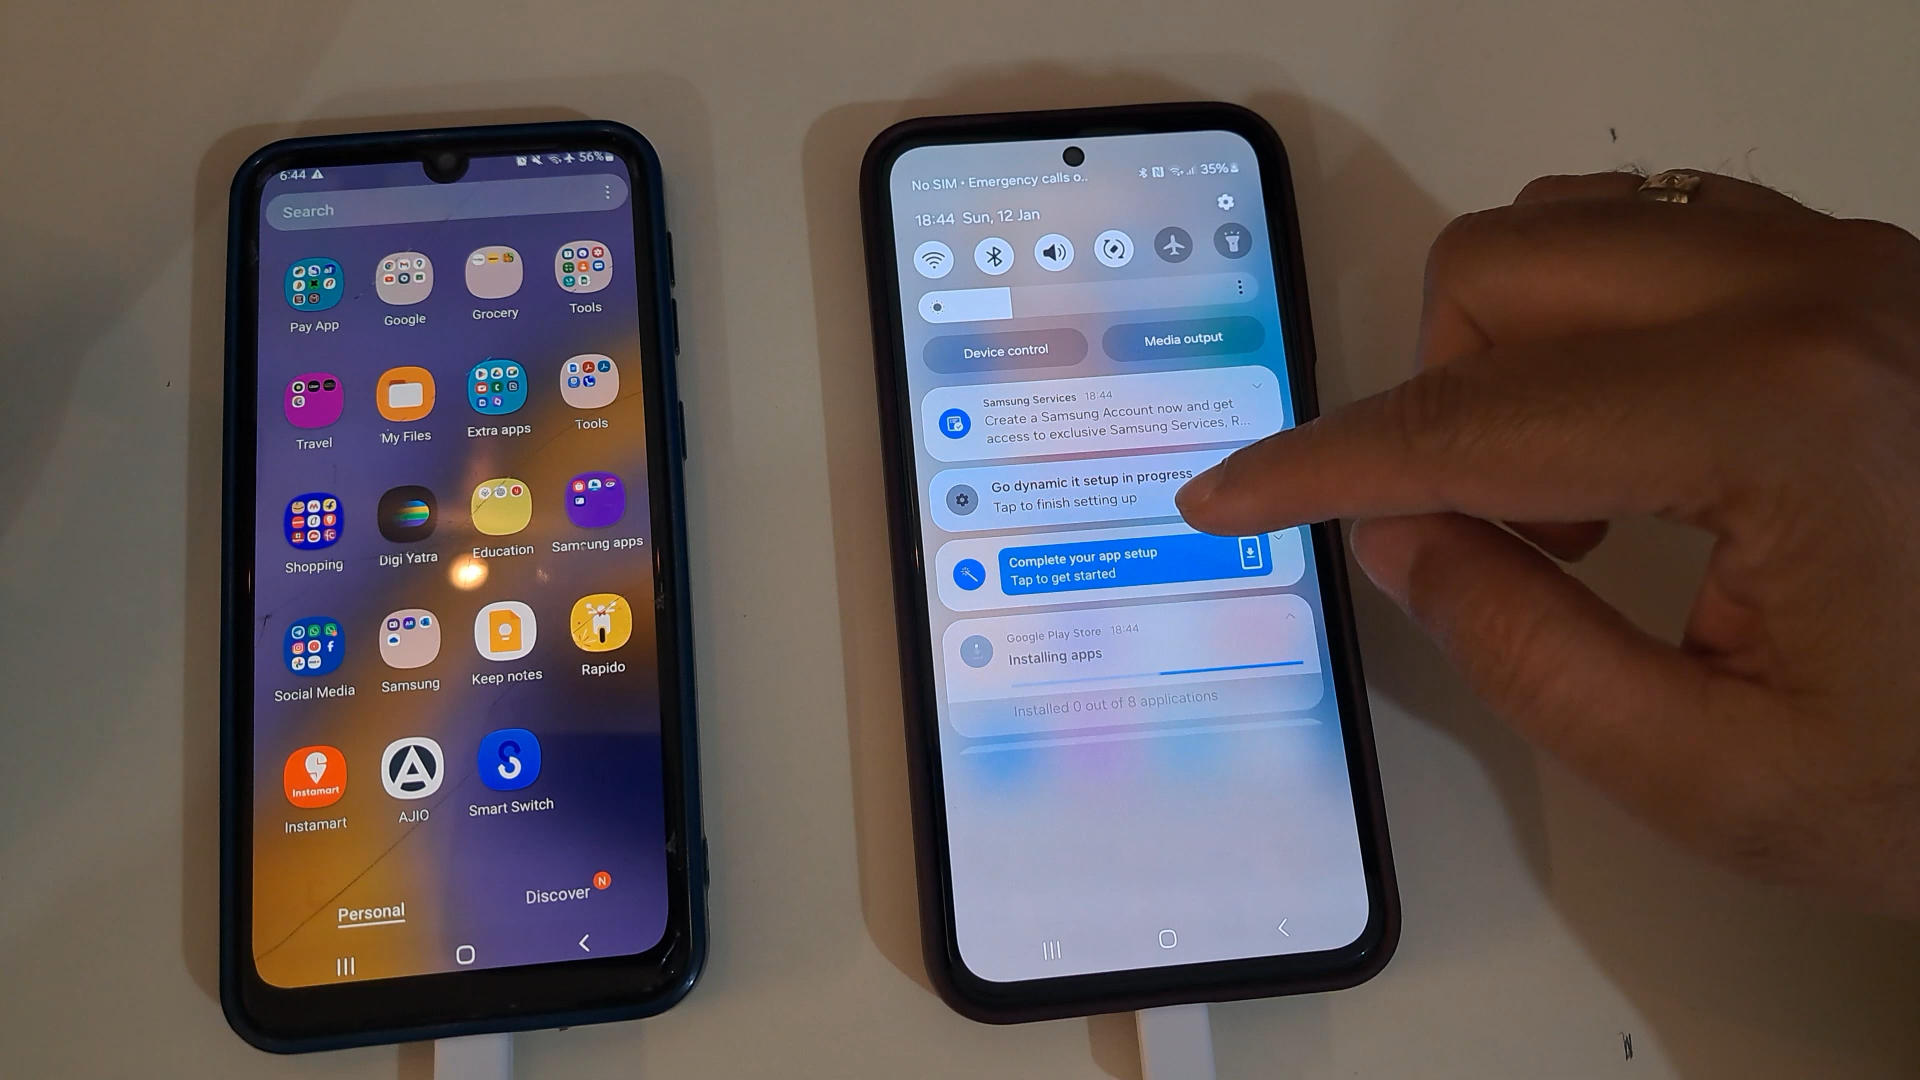 6:44
56%
Search
Pay App
Google
Grocery
Tools
Travel
My Files
Extra apps
Tools
Shopping
Digi Yatra
Education
Samsung apps
Social Media
Samsung
Keep notes
Rapido
Instamart
Instamart
AJIO
Smart Switch
Personal
Discover
N
No SIM • Emergency calls o..
35%
18:44 Sun, 12 Jan
Device control
Media output
Samsung Services 18:44
Create a Samsung Account now and get
access to exclusive Samsung Services, R...
Go dynamic it setup in progress
Tap to finish setting up
Complete your app setup
Tap to get started
Google Play Store 18:44
Installing apps
Installed 0 out of 8 applications